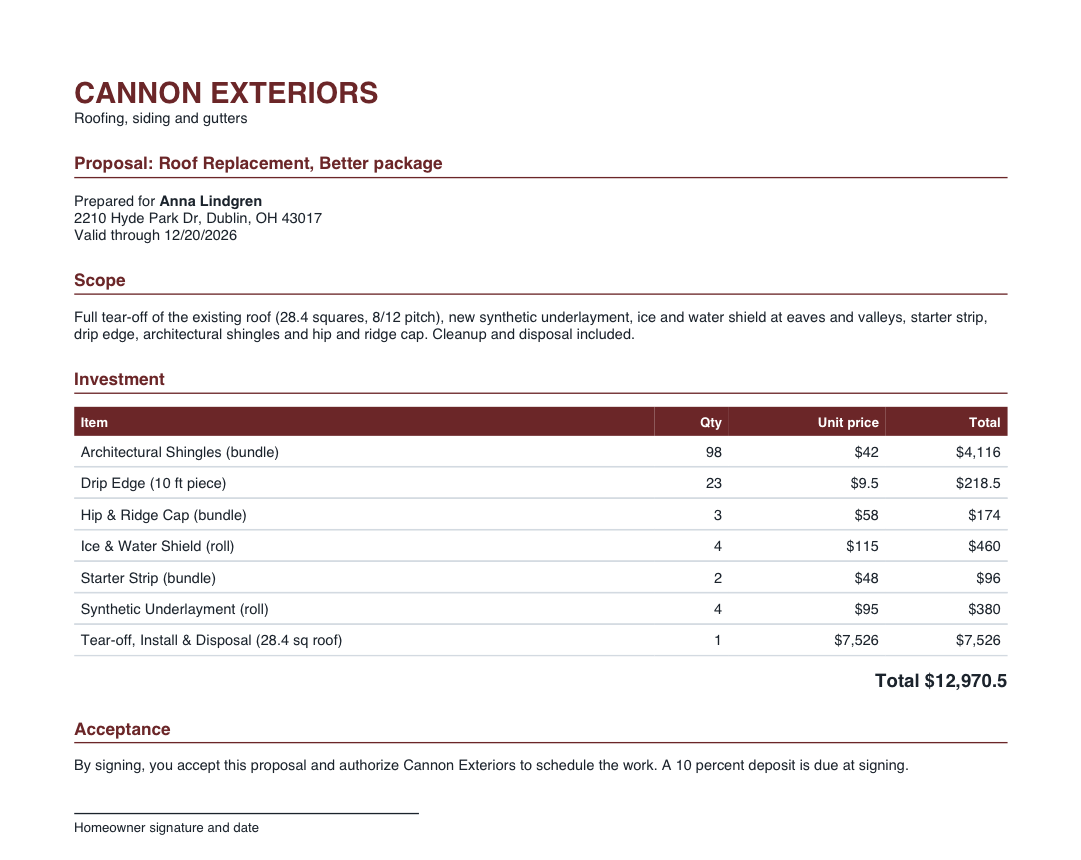 CANNON EXTERIORS
Roofing, siding and gutters
Proposal: Roof Replacement, Better package
Prepared for Anna Lindgren
2210 Hyde Park Dr, Dublin, OH 43017
Valid through 12/20/2026
Scope
Full tear-off of the existing roof (28.4 squares, 8/12 pitch), new synthetic underlayment, ice and water shield at eaves and valleys, starter strip,
drip edge, architectural shingles and hip and ridge cap. Cleanup and disposal included.
Investment
Item Qty Unit price Total
Architectural Shingles (bundle) 98 $42 $4,116
Drip Edge (10 ft piece) 23 $9.5 $218.5
Hip & Ridge Cap (bundle) 3 $58 $174
Ice & Water Shield (roll) 4 $115 $460
Starter Strip (bundle) 2 $48 $96
Synthetic Underlayment (roll) 4 $95 $380
Tear-off, Install & Disposal (28.4 sq roof) 1 $7,526 $7,526
Total $12,970.5
Acceptance
By signing, you accept this proposal and authorize Cannon Exteriors to schedule the work. A 10 percent deposit is due at signing.
Homeowner signature and date